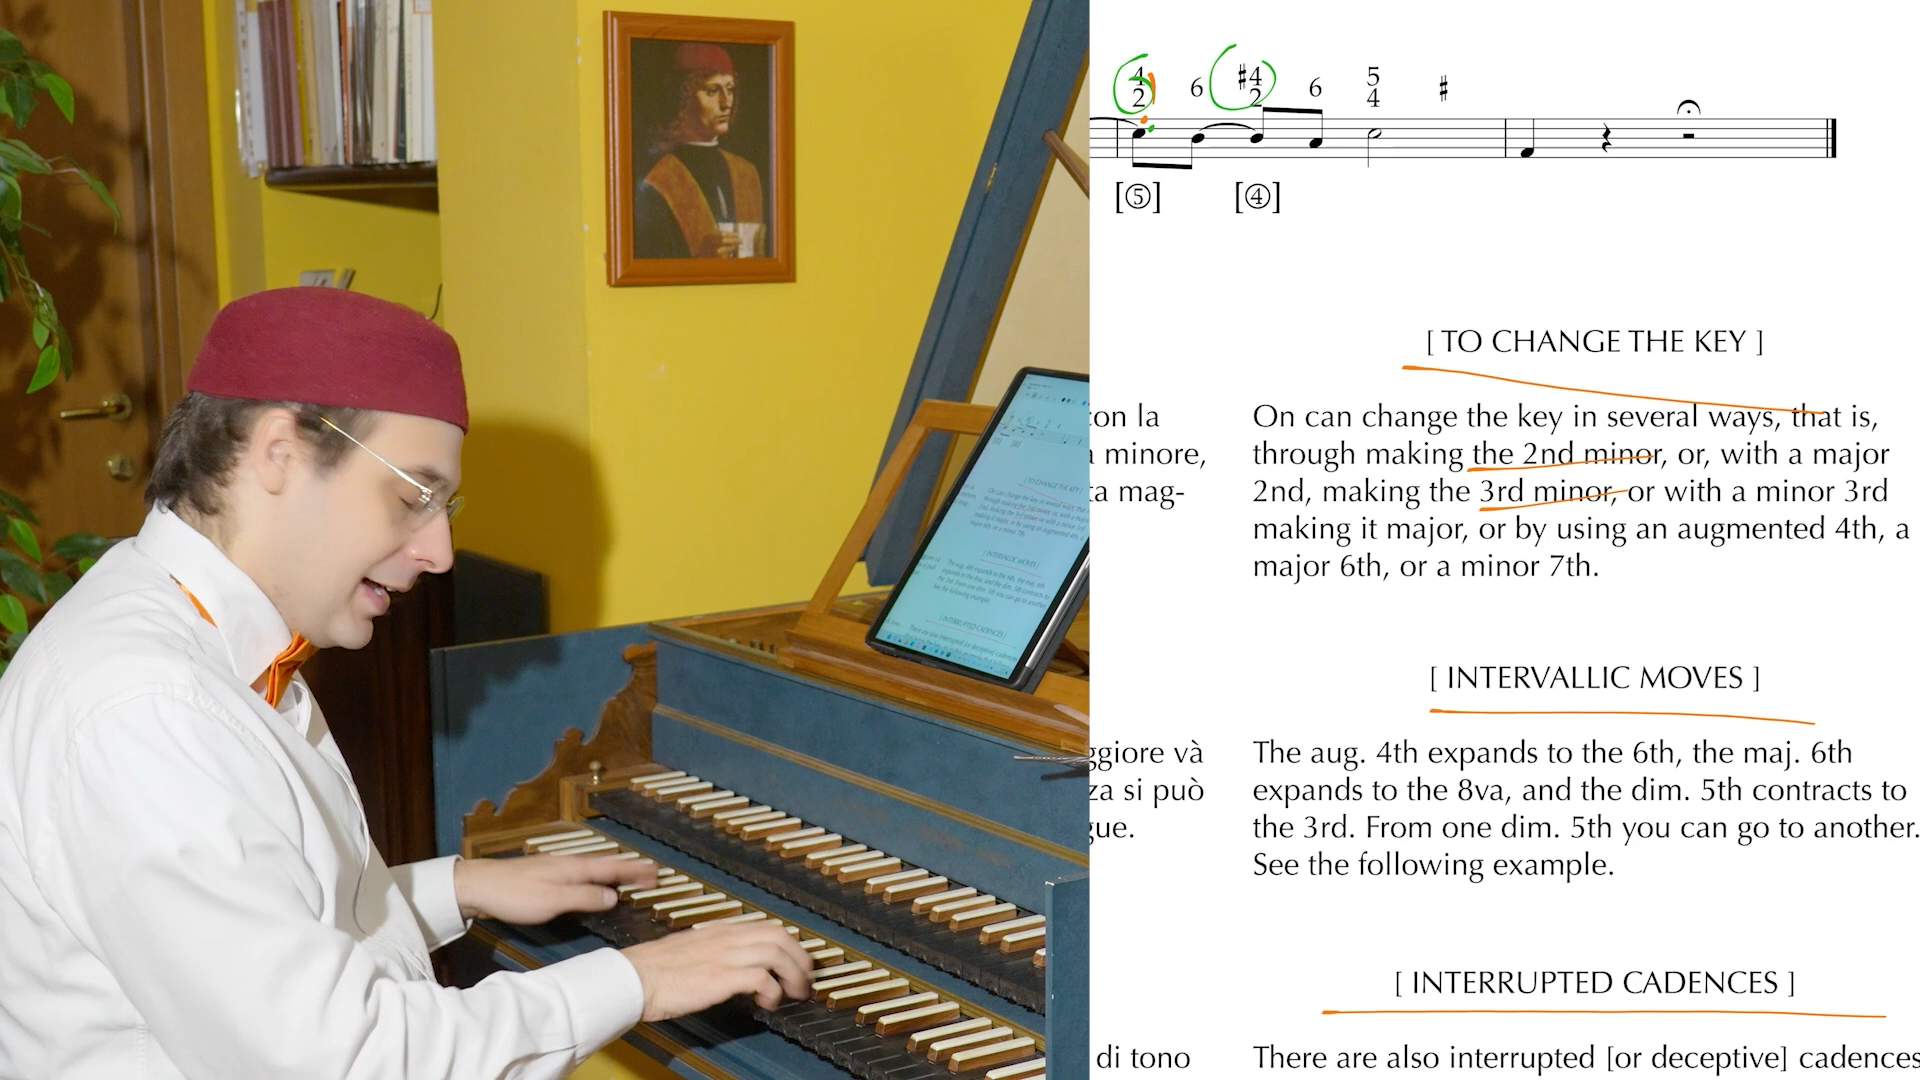 4 6 ♯4 6 5 ♯
2 2 4
[⑤] [④]
[ TO CHANGE THE KEY ]
con la
minore,
ta mag-
On can change the key in several ways, that is,
through making the 2nd minor, or, with a major
2nd, making the 3rd minor, or with a minor 3rd
making it major, or by using an augmented 4th, a
major 6th, or a minor 7th.
[ INTERVALLIC MOVES ]
ggiore và
za si può
gue.
The aug. 4th expands to the 6th, the maj. 6th
expands to the 8va, and the dim. 5th contracts to
the 3rd. From one dim. 5th you can go to another.
See the following example.
[ INTERRUPTED CADENCES ]
di tono
There are also interrupted [or deceptive] cadences